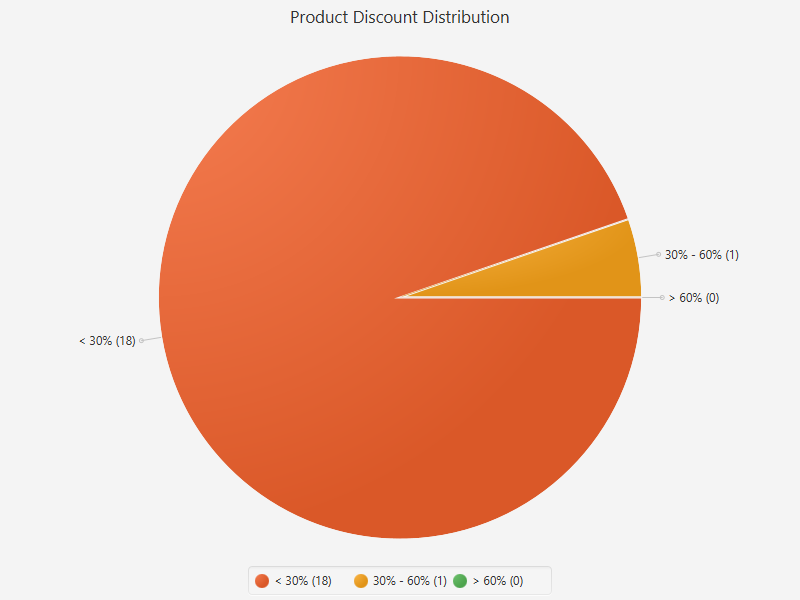 Product Discount Distribution
30% - 60% (1)
> 60% (0)
< 30% (18)
< 30% (18) 30% - 60% (1) > 60% (0)